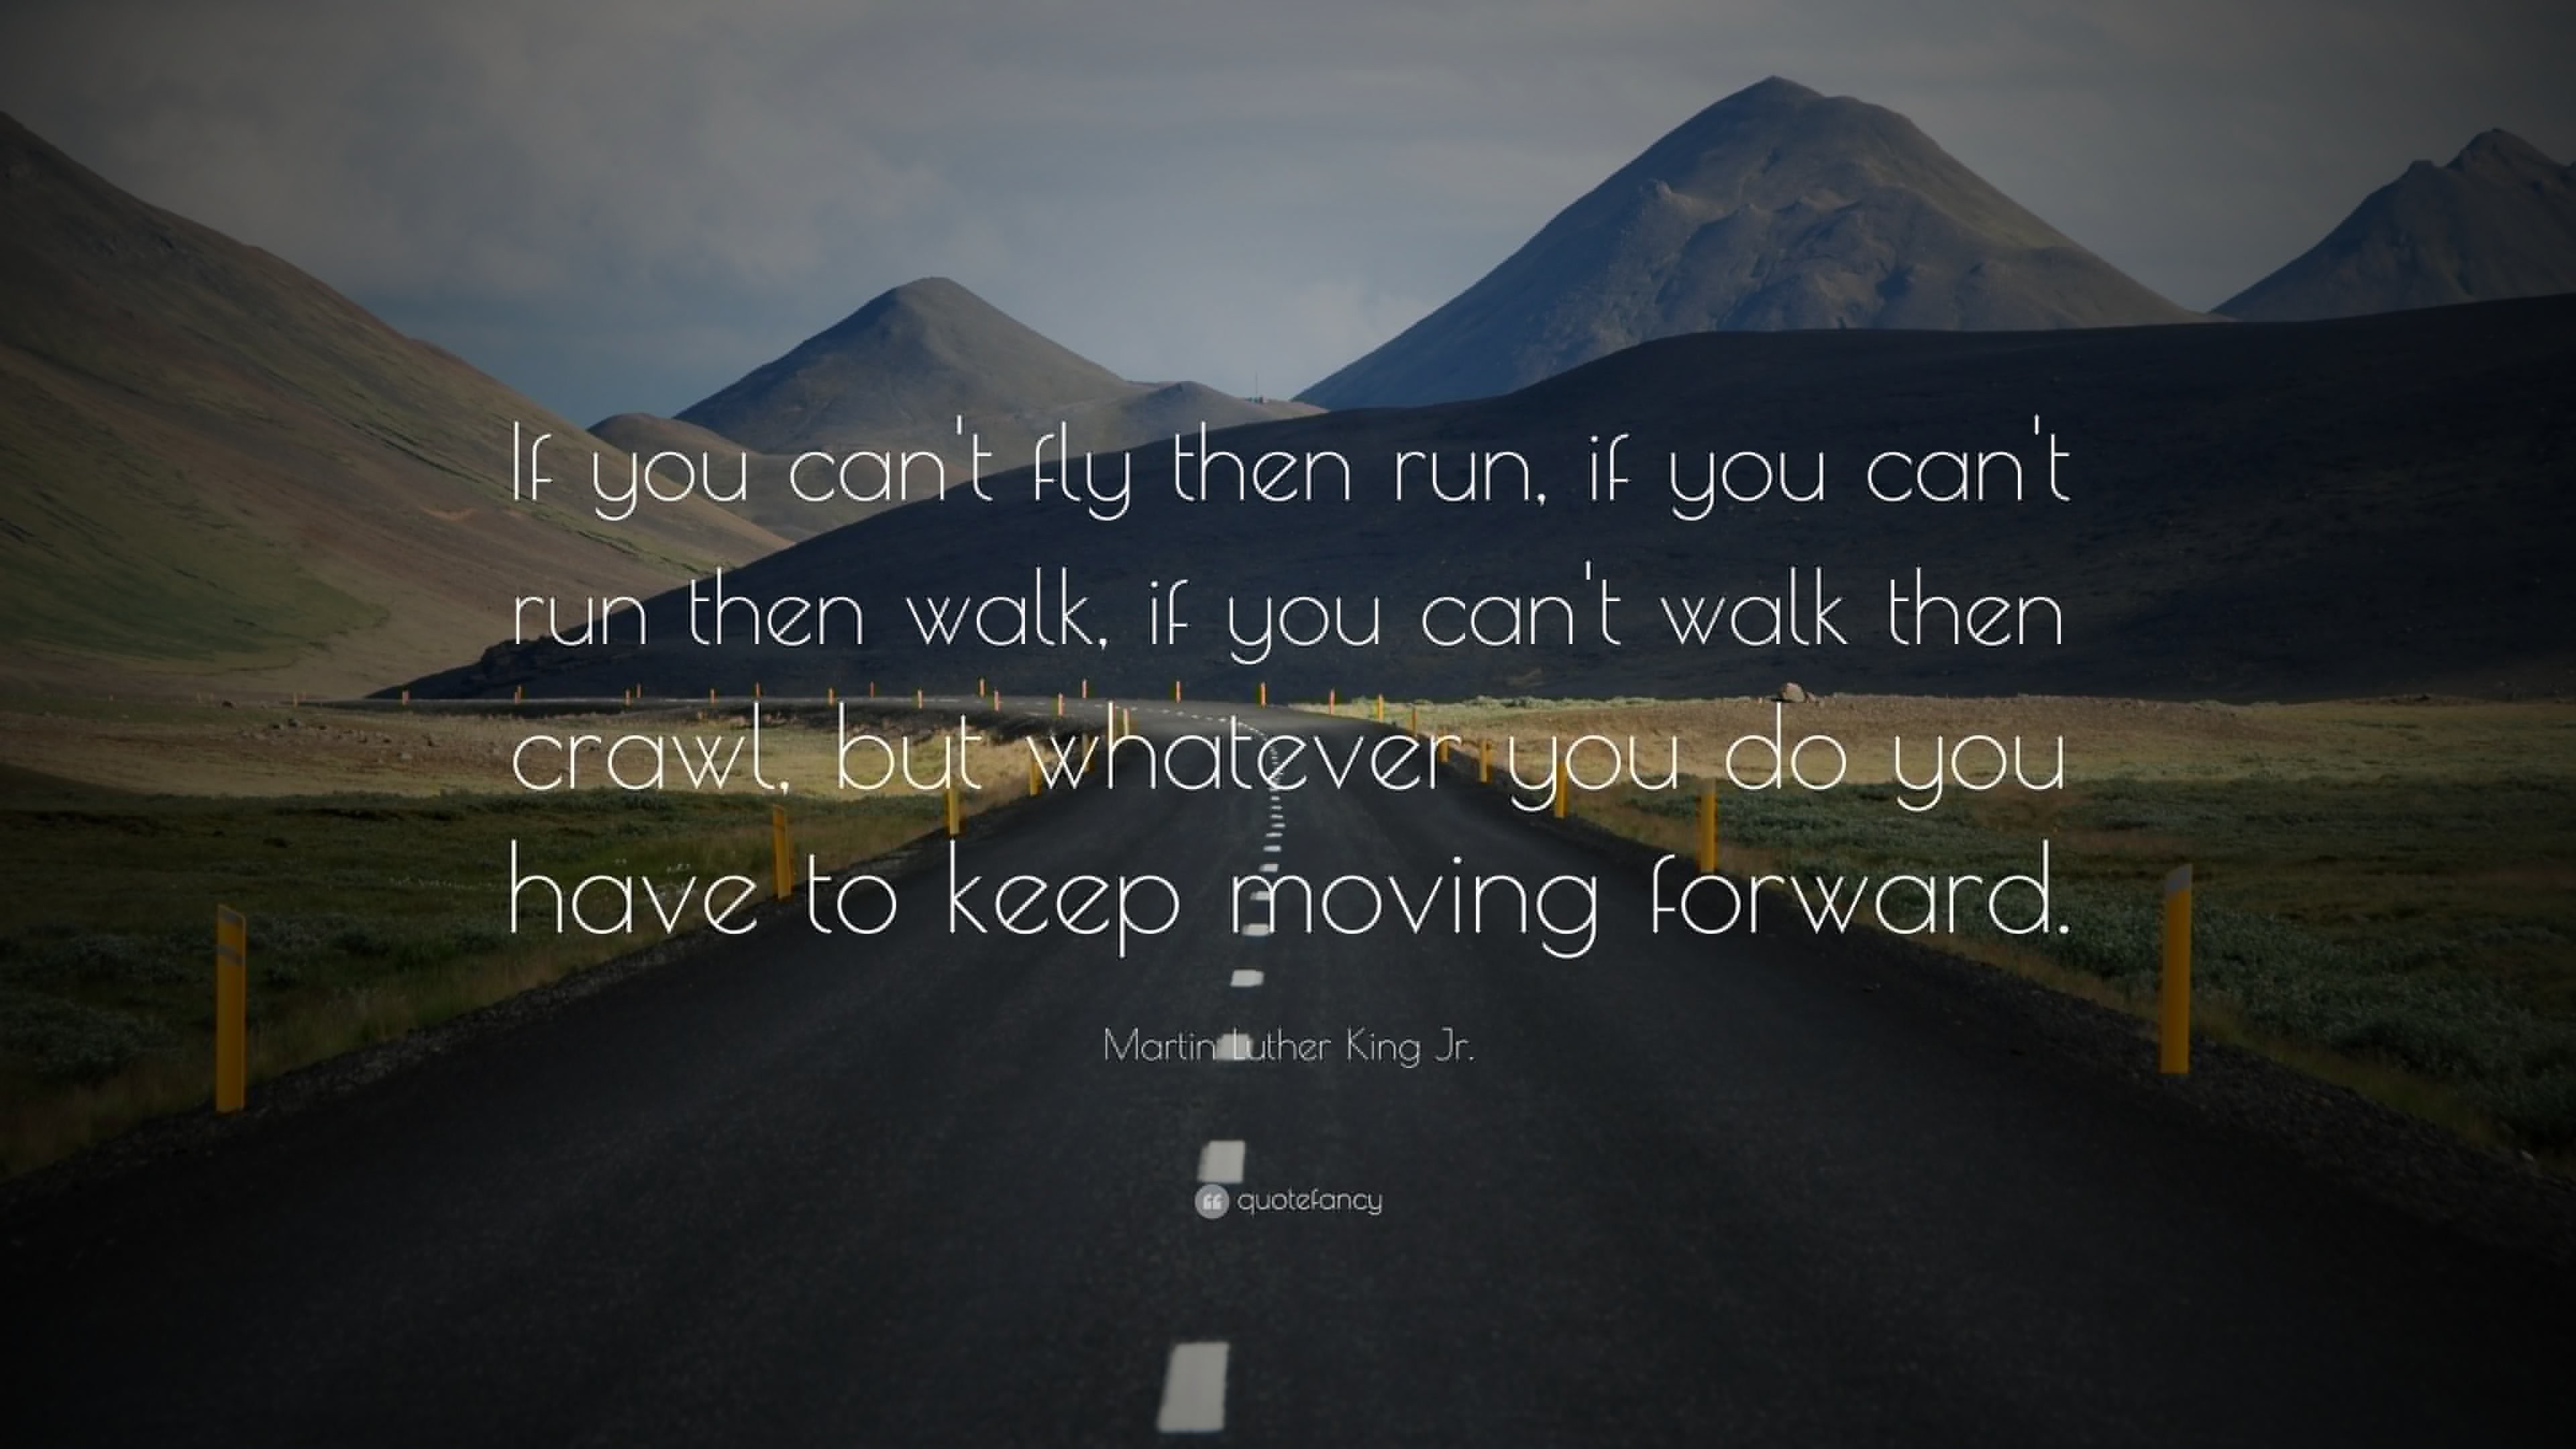 If you can't fly then run, if you can't
run then walk, if you can't walk then
crawl, but whatever you do you
have to keep moving forward.
Martin Luther King Jr.
quotefancy